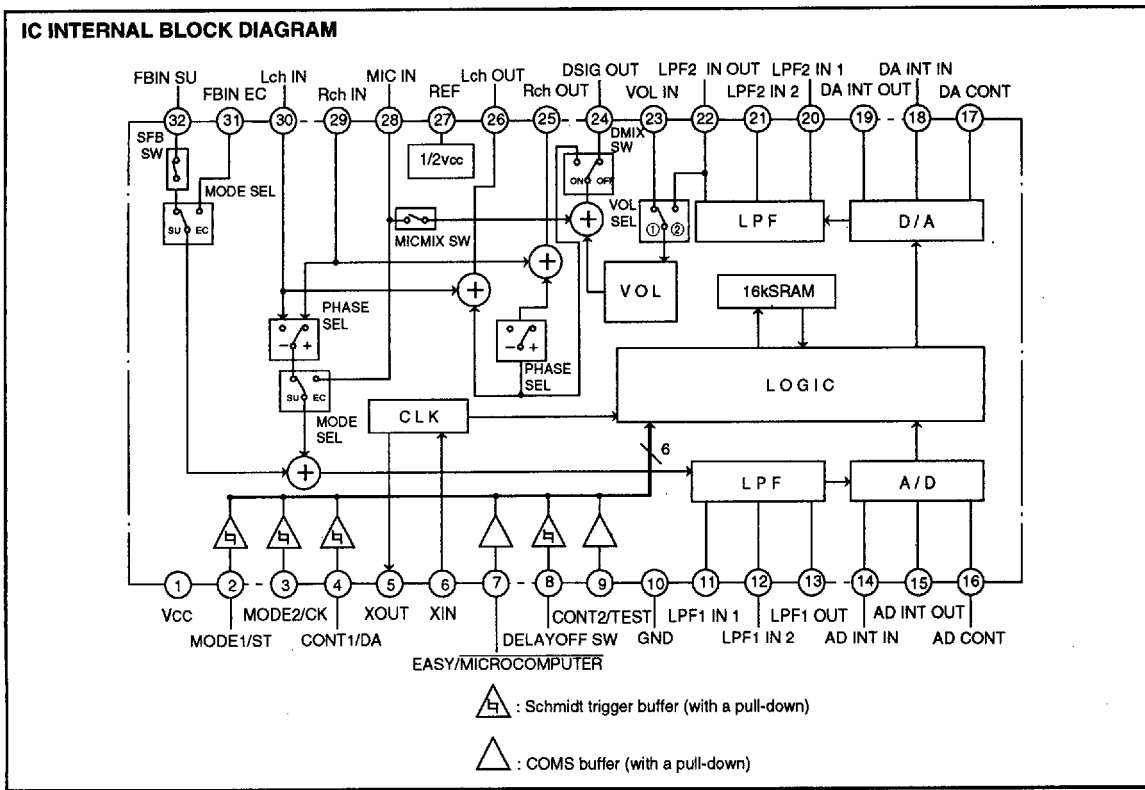 IC INTERNAL BLOCK DIAGRAM
FBIN SU
FBIN EC
Lch IN
Rch IN
MIC IN
REF
Lch OUT
Rch OUT
DSIG OUT
VOL IN
LPF2 IN OUT
LPF2 IN 2
LPF2 IN 1
DA INT OUT
DA INT IN
DA CONT
32
31
30
29
28
27
26
25
24
23
22
21
20
19
18
17
SFB
SW
1/2vcc
DMIX
SW
ON OFF
MODE SEL
SU EC
MICMIX SW
+
VOL
SEL
① ②
LPF
D/A
+
+
VOL
16kSRAM
PHASE
SEL
− +
− +
PHASE
SEL
LOGIC
SU EC
MODE
SEL
CLK
6
+
LPF
A/D
1
2
3
4
5
6
7
8
9
10
11
12
13
14
15
16
Vcc
MODE1/ST
MODE2/CK
CONT1/DA
XOUT
XIN
EASY/MICROCOMPUTER
DELAYOFF SW
CONT2/TEST
GND
LPF1 IN 1
LPF1 IN 2
LPF1 OUT
AD INT IN
AD INT OUT
AD CONT
: Schmidt trigger buffer (with a pull-down)
: COMS buffer (with a pull-down)